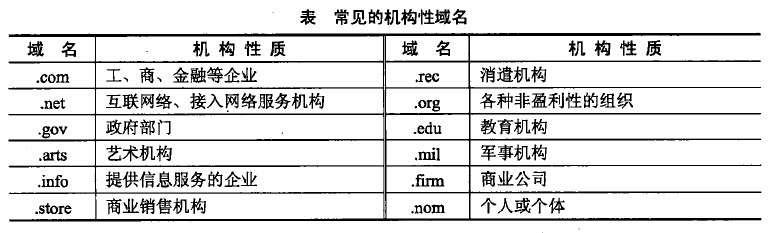 表 常见的机构性域名
域 名 机 构 性 质 域 名 机 构 性 质
.com 工、商、金融等企业 .rec 消遣机构
.net 互联网络、接入网络服务机构 .org 各种非盈利性的组织
.gov 政府部门 .edu 教育机构
.arts 艺术机构 .mil 军事机构
.info 提供信息服务的企业 .firm 商业公司
.store 商业销售机构 .nom 个人或个体